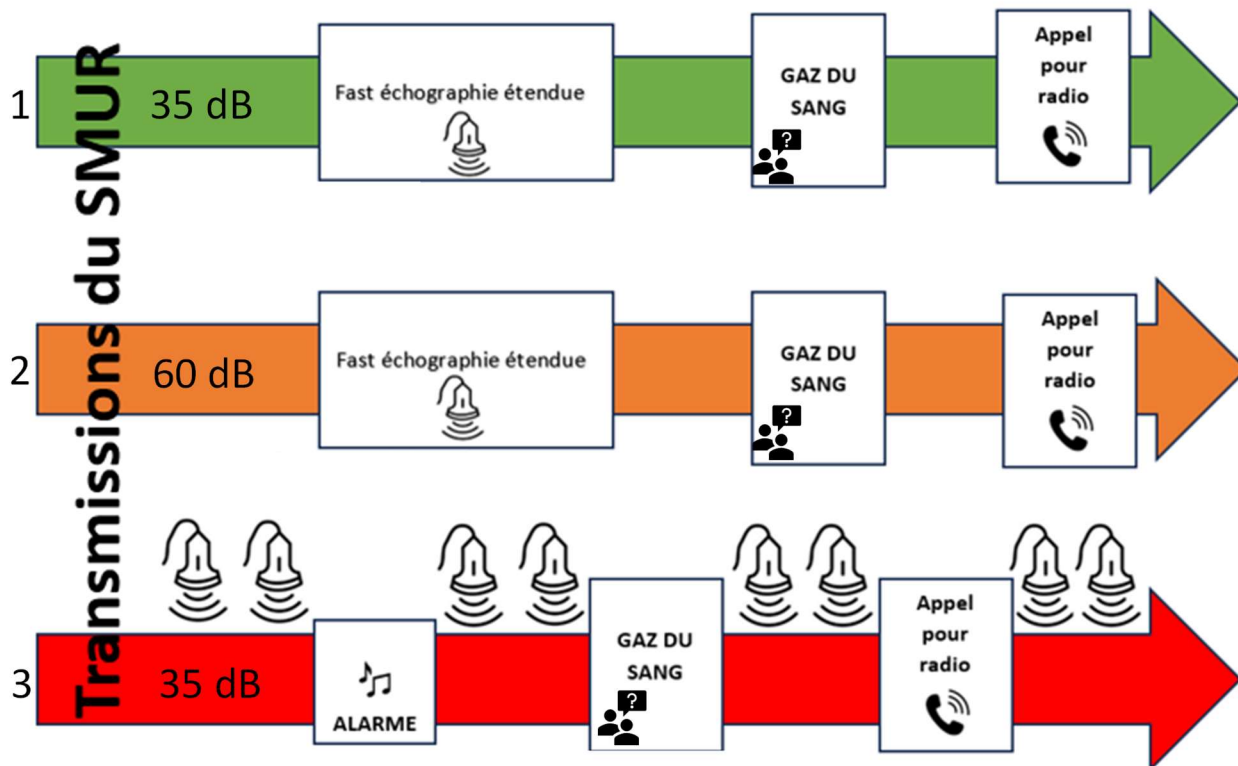 Transmissions du SMUR
1
35 dB
Fast échographie étendue
GAZ DU
SANG
?
Appel
pour
radio
2
60 dB
Fast échographie étendue
GAZ DU
SANG
?
Appel
pour
radio
3
35 dB
ALARME
GAZ DU
SANG
?
Appel
pour
radio